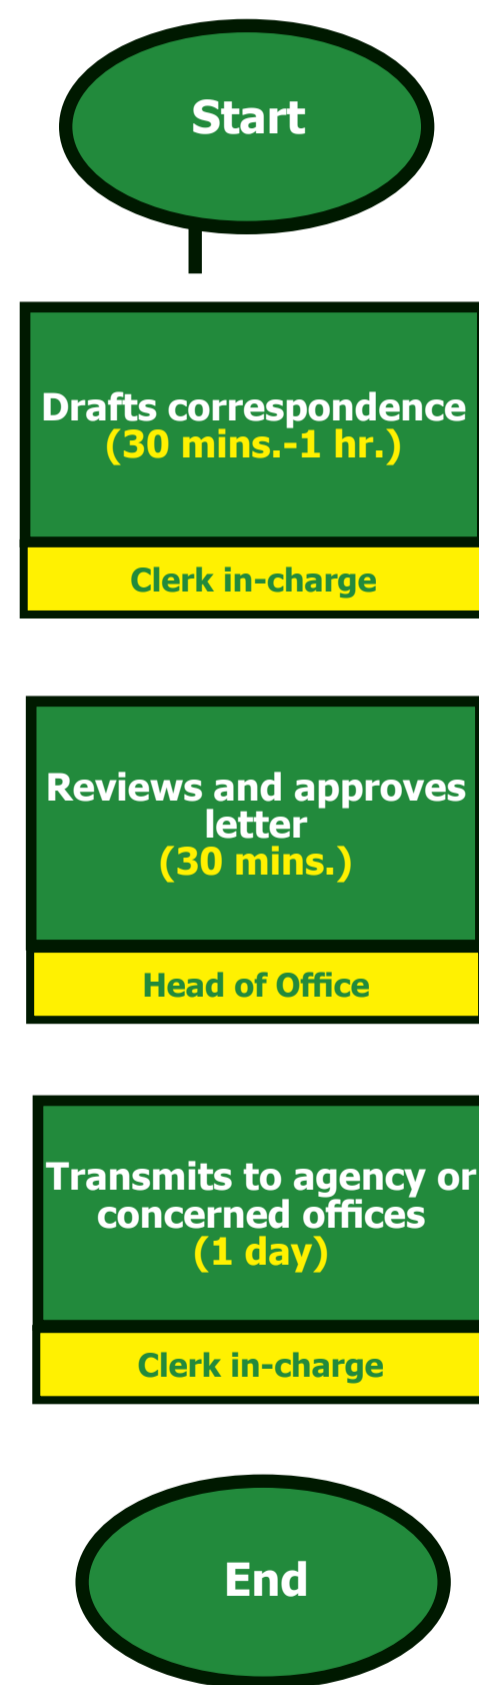 Start
Drafts correspondence
(30 mins.-1 hr.)
Clerk in-charge
Reviews and approves
letter
(30 mins.)
Head of Office
Transmits to agency or
concerned offices
(1 day)
Clerk in-charge
End